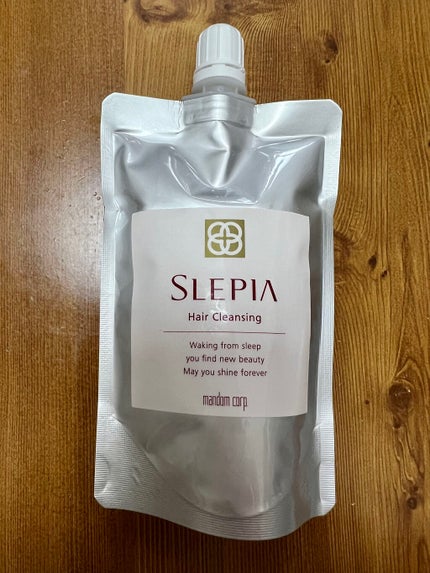 SLEPIA
Hair Cleansing
Waking from sleep
you find new beauty
May you shine forever
mandom corp.